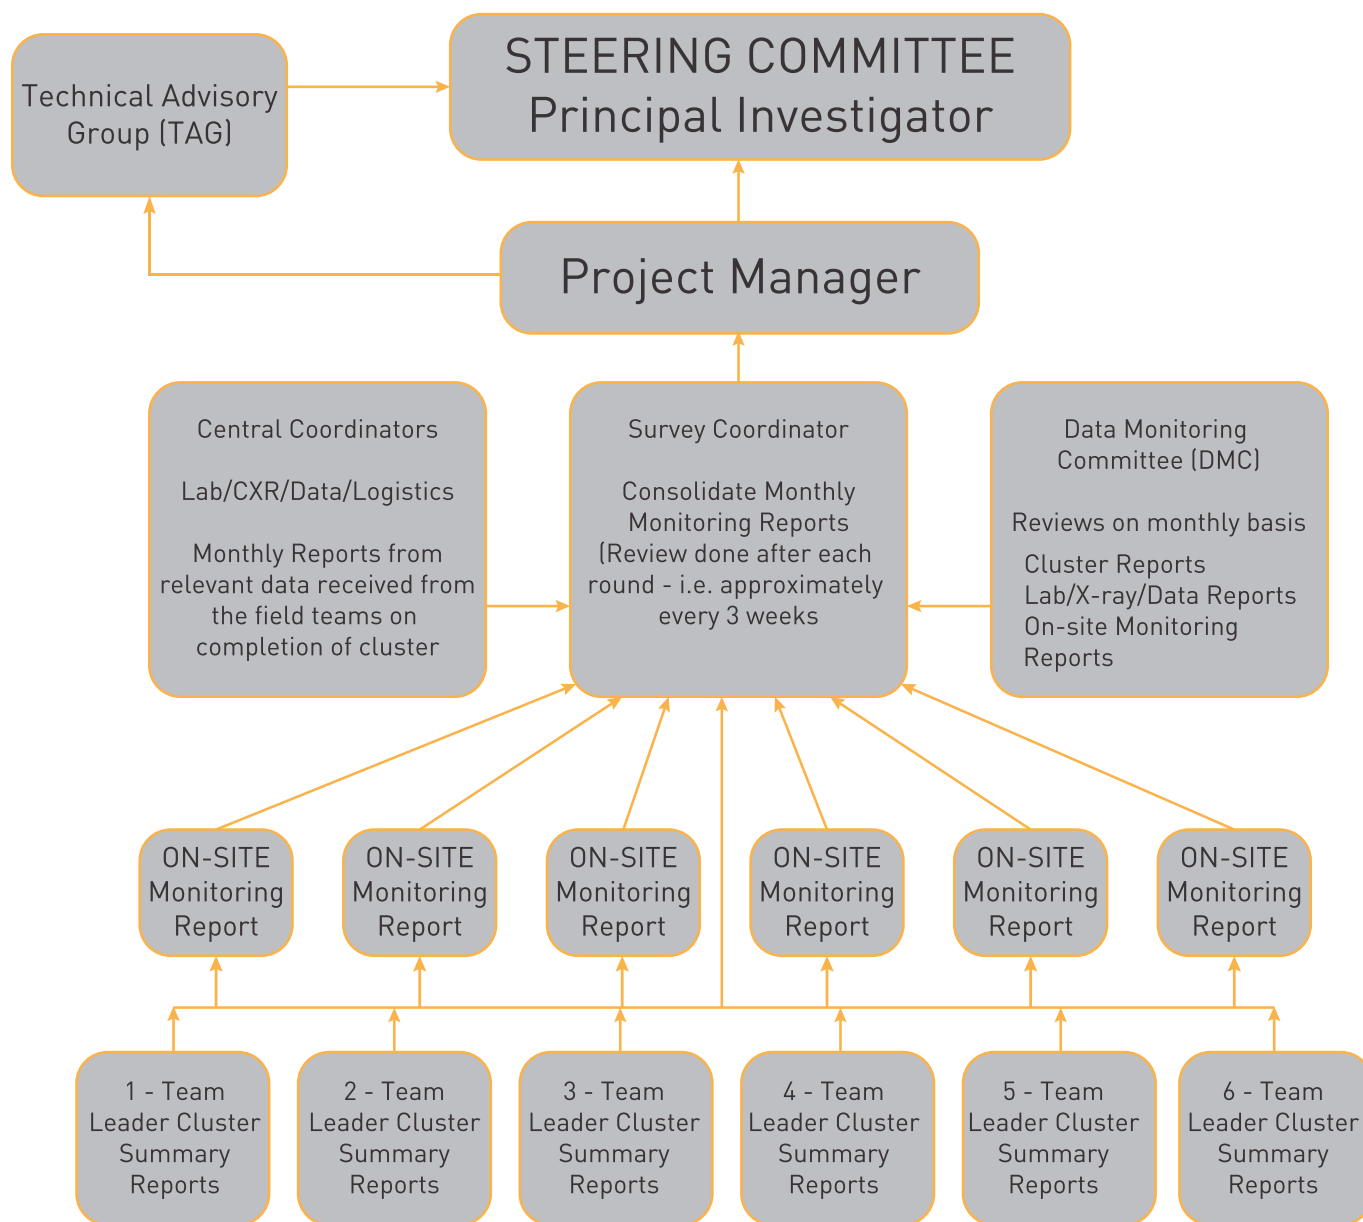 Technical Advisory
Group (TAG)
STEERING COMMITTEE
Principal Investigator
Project Manager
Central Coordinators
Lab/CXR/Data/Logistics
Monthly Reports from
relevant data received from
the field teams on
completion of cluster
Survey Coordinator
Consolidate Monthly
Monitoring Reports
(Review done after each
round - i.e. approximately
every 3 weeks
Data Monitoring
Committee (DMC)
Reviews on monthly basis
Cluster Reports
Lab/X-ray/Data Reports
On-site Monitoring
Reports
ON-SITE
Monitoring
Report
ON-SITE
Monitoring
Report
ON-SITE
Monitoring
Report
ON-SITE
Monitoring
Report
ON-SITE
Monitoring
Report
ON-SITE
Monitoring
Report
1 - Team
Leader Cluster
Summary
Reports
2 - Team
Leader Cluster
Summary
Reports
3 - Team
Leader Cluster
Summary
Reports
4 - Team
Leader Cluster
Summary
Reports
5 - Team
Leader Cluster
Summary
Reports
6 - Team
Leader Cluster
Summary
Reports